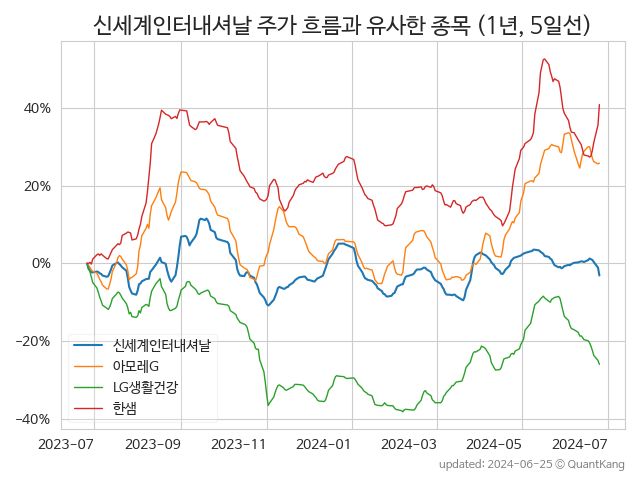 신세계인터내셔날 주가 흐름과 유사한 종목 (1년, 5일선)
40%
20%
0%
−20%
−40%
신세계인터내셔날
아모레G
LG생활건강
한샘
2023-07 2023-09 2023-11 2024-01 2024-03 2024-05 2024-07
updated: 2024-06-25 © QuantKang